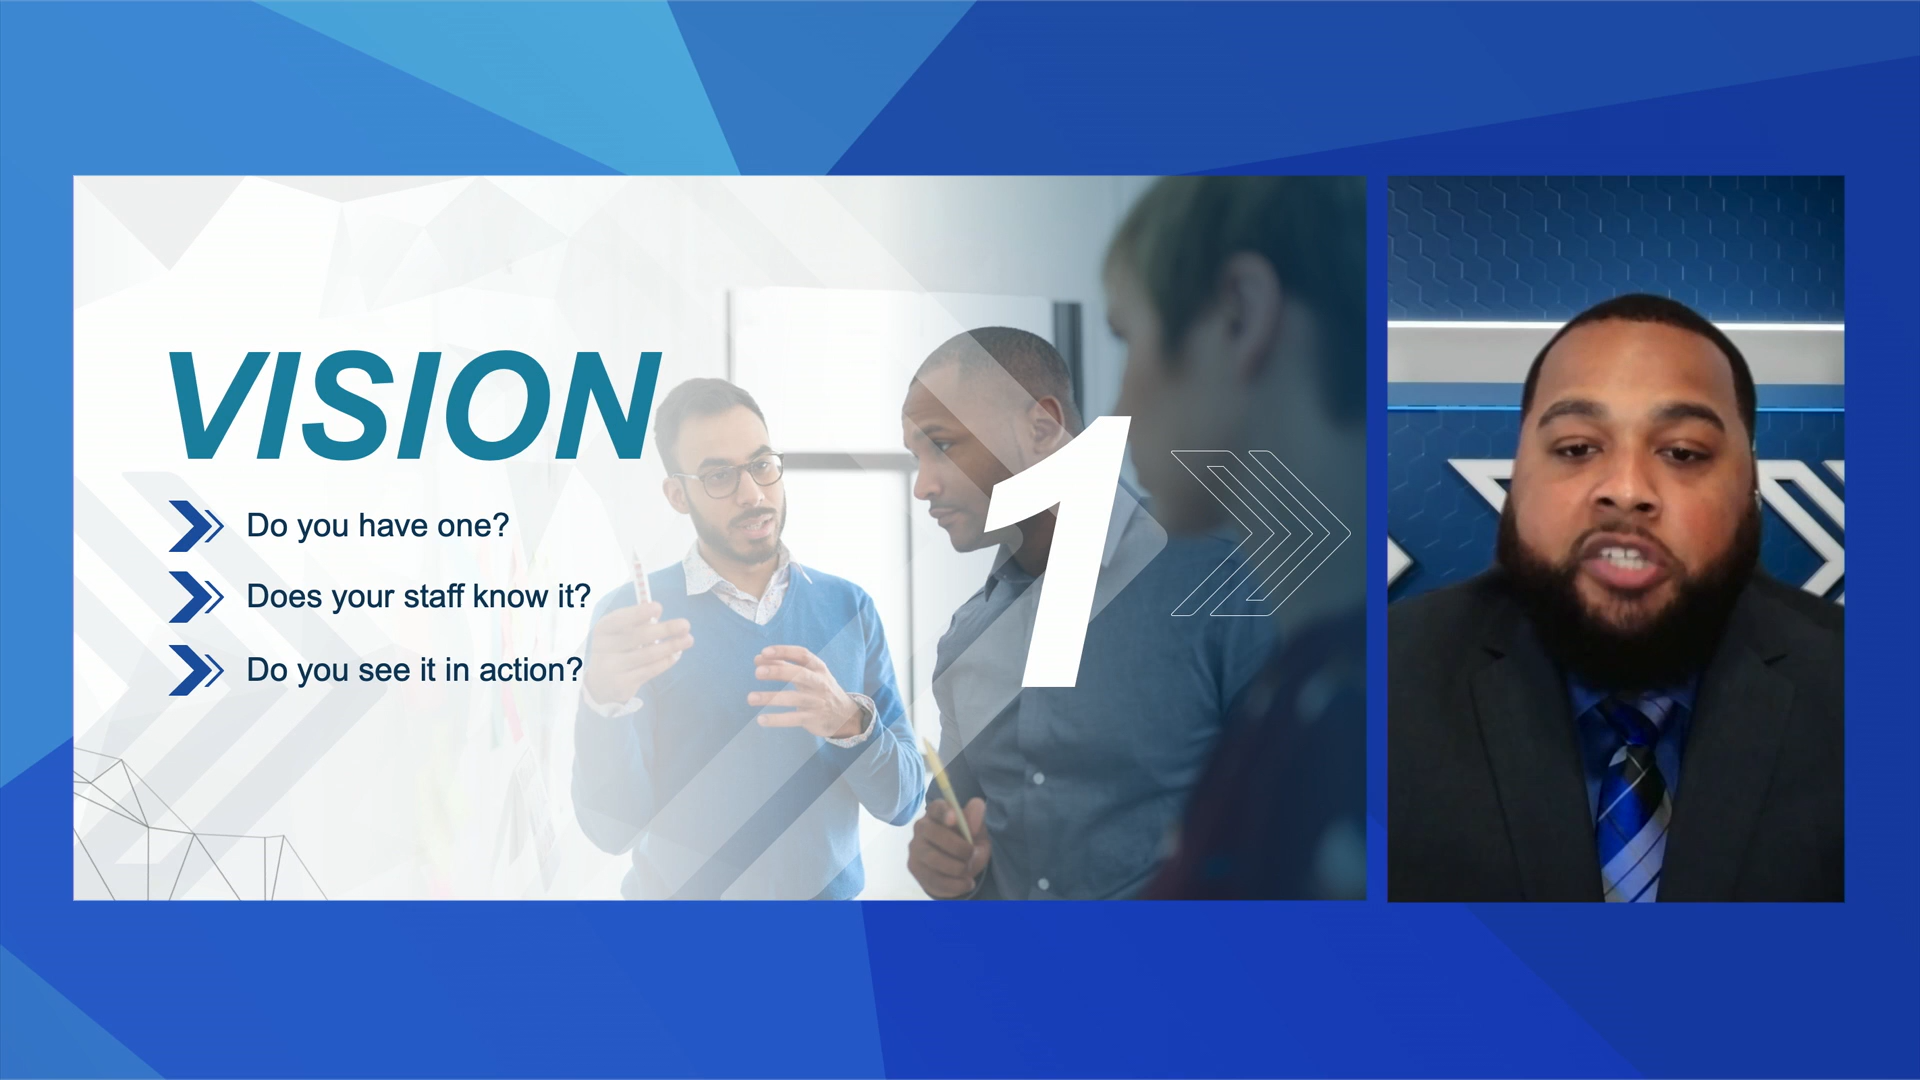 VISION
Do you have one?
Does your staff know it?
Do you see it in action?
1